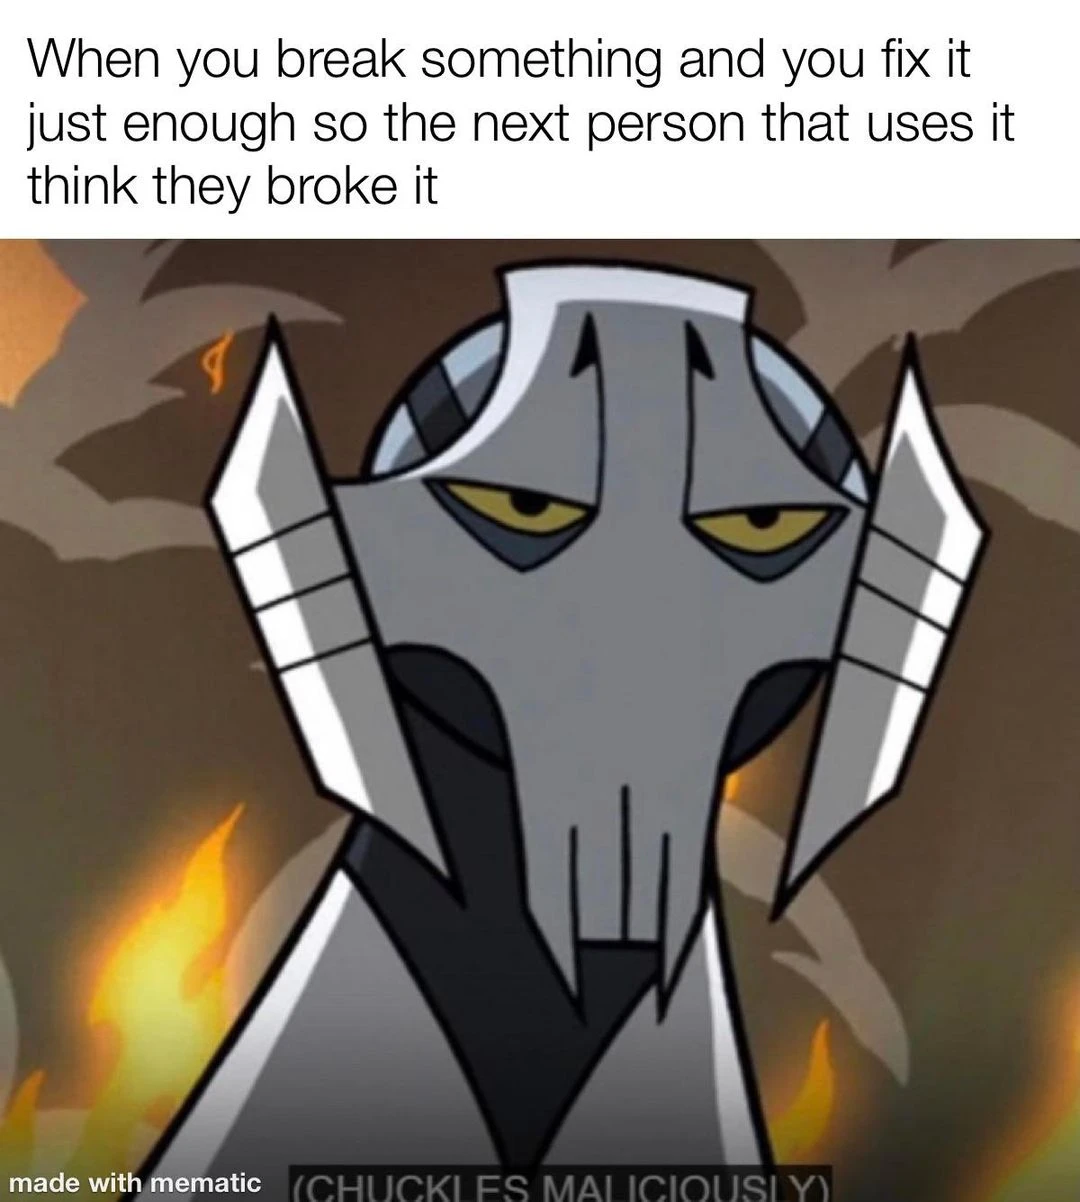 When you break something and you fix it
just enough so the next person that uses it
think they broke it
made with mematic
(CHUCKLES MALICIOUSLY)